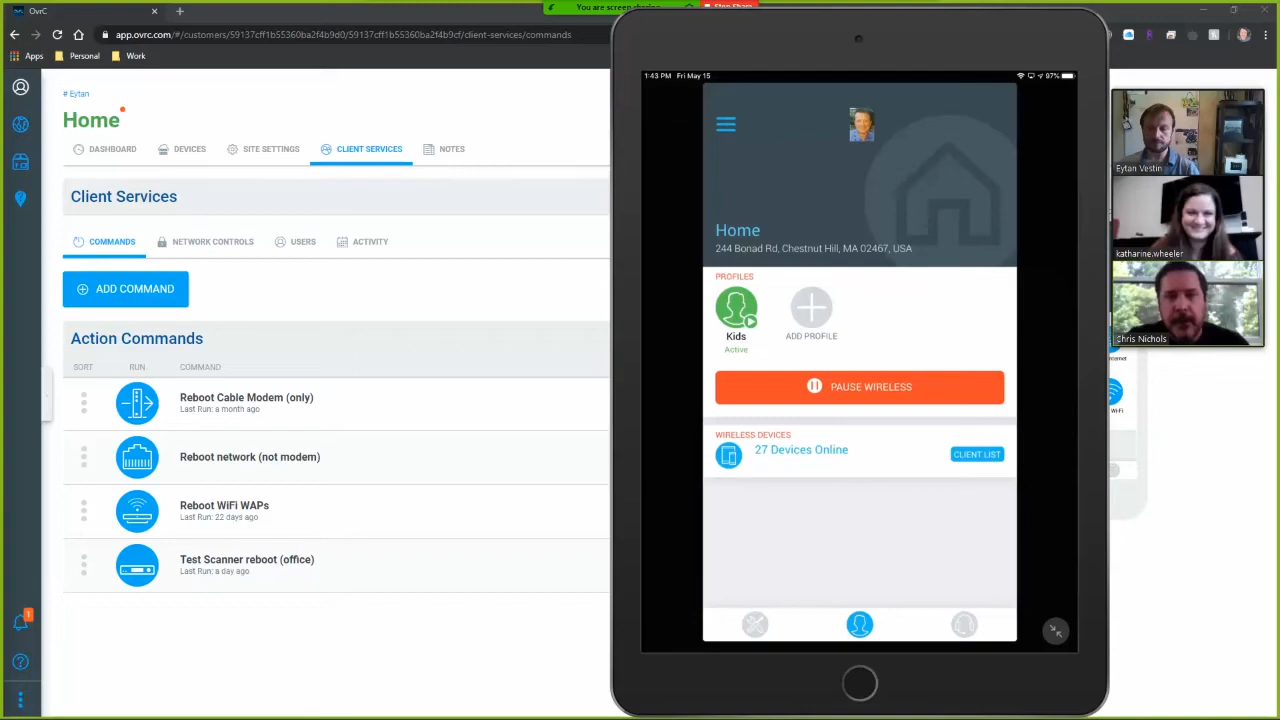 OvrC
You are screen sharing
Stop Share
app.ovrc.com/#/customers/59137cff1b55360ba2f4b9d0/59137cff1b55360ba2f4b9cf/client-services/commands
Apps
Personal
Work
# Eytan
Home
DASHBOARD
DEVICES
SITE SETTINGS
CLIENT SERVICES
NOTES
Client Services
COMMANDS
NETWORK CONTROLS
USERS
ACTIVITY
ADD COMMAND
Action Commands
SORT RUN COMMAND
Reboot Cable Modem (only)
Last Run: a month ago
Reboot network (not modem)
Reboot WiFi WAPs
Last Run: 22 days ago
Test Scanner reboot (office)
Last Run: a day ago
1
1:43 PM Fri May 15
97%
Home
244 Bonad Rd, Chestnut Hill, MA 02467, USA
PROFILES
Kids
Active
ADD PROFILE
PAUSE WIRELESS
WIRELESS DEVICES
27 Devices Online
CLIENT LIST
Eytan Vestin
katharine.wheeler
Chris Nichols
Wi-Fi